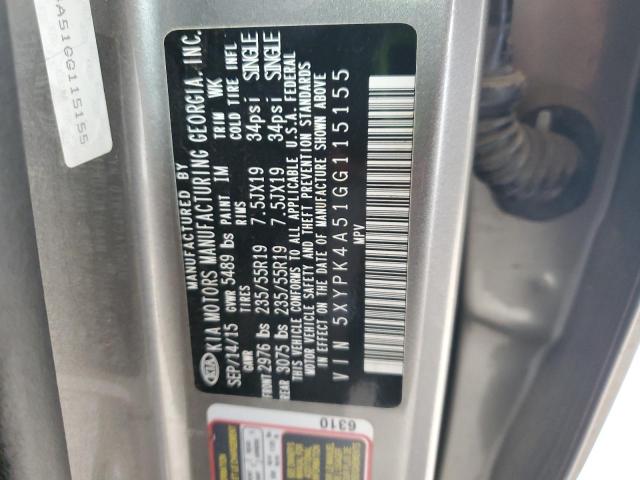 A51GG115155
MANUFACTURED BY
KIA KIA MOTORS MANUFACTURING GEORGIA, INC.
SEP/14/15 GVWR 5489 lbs PAINT 1M TRIM WK
GAWR TIRES RIMS COLD TIRE INFL
FRONT 2976 lbs 235/55R19 7.5JX19 34psi SINGLE
REAR 3075 lbs 235/55R19 7.5JX19 34psi SINGLE
THIS VEHICLE CONFORMS TO ALL APPLICABLE U.S.A. FEDERAL
MOTOR VEHICLE SAFETY AND THEFT PREVENTION STANDARDS
IN EFFECT ON THE DATE OF MANUFACTURE SHOWN ABOVE
VIN 5XYPK4A51GG115155
MPV
6310